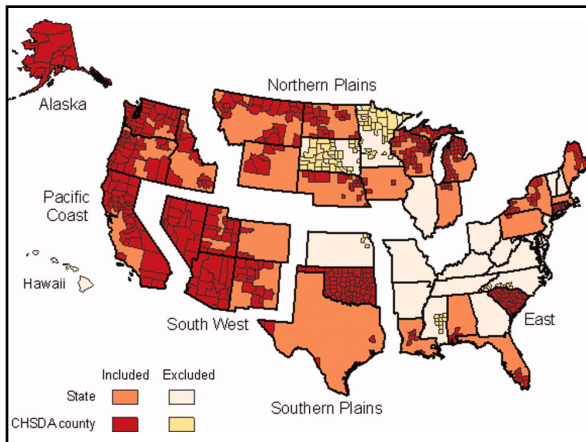 Northern Plains
Alaska
Pacific
Coast
Hawaii
South West
East
Southern Plains
Included Excluded
State
CHSDA county